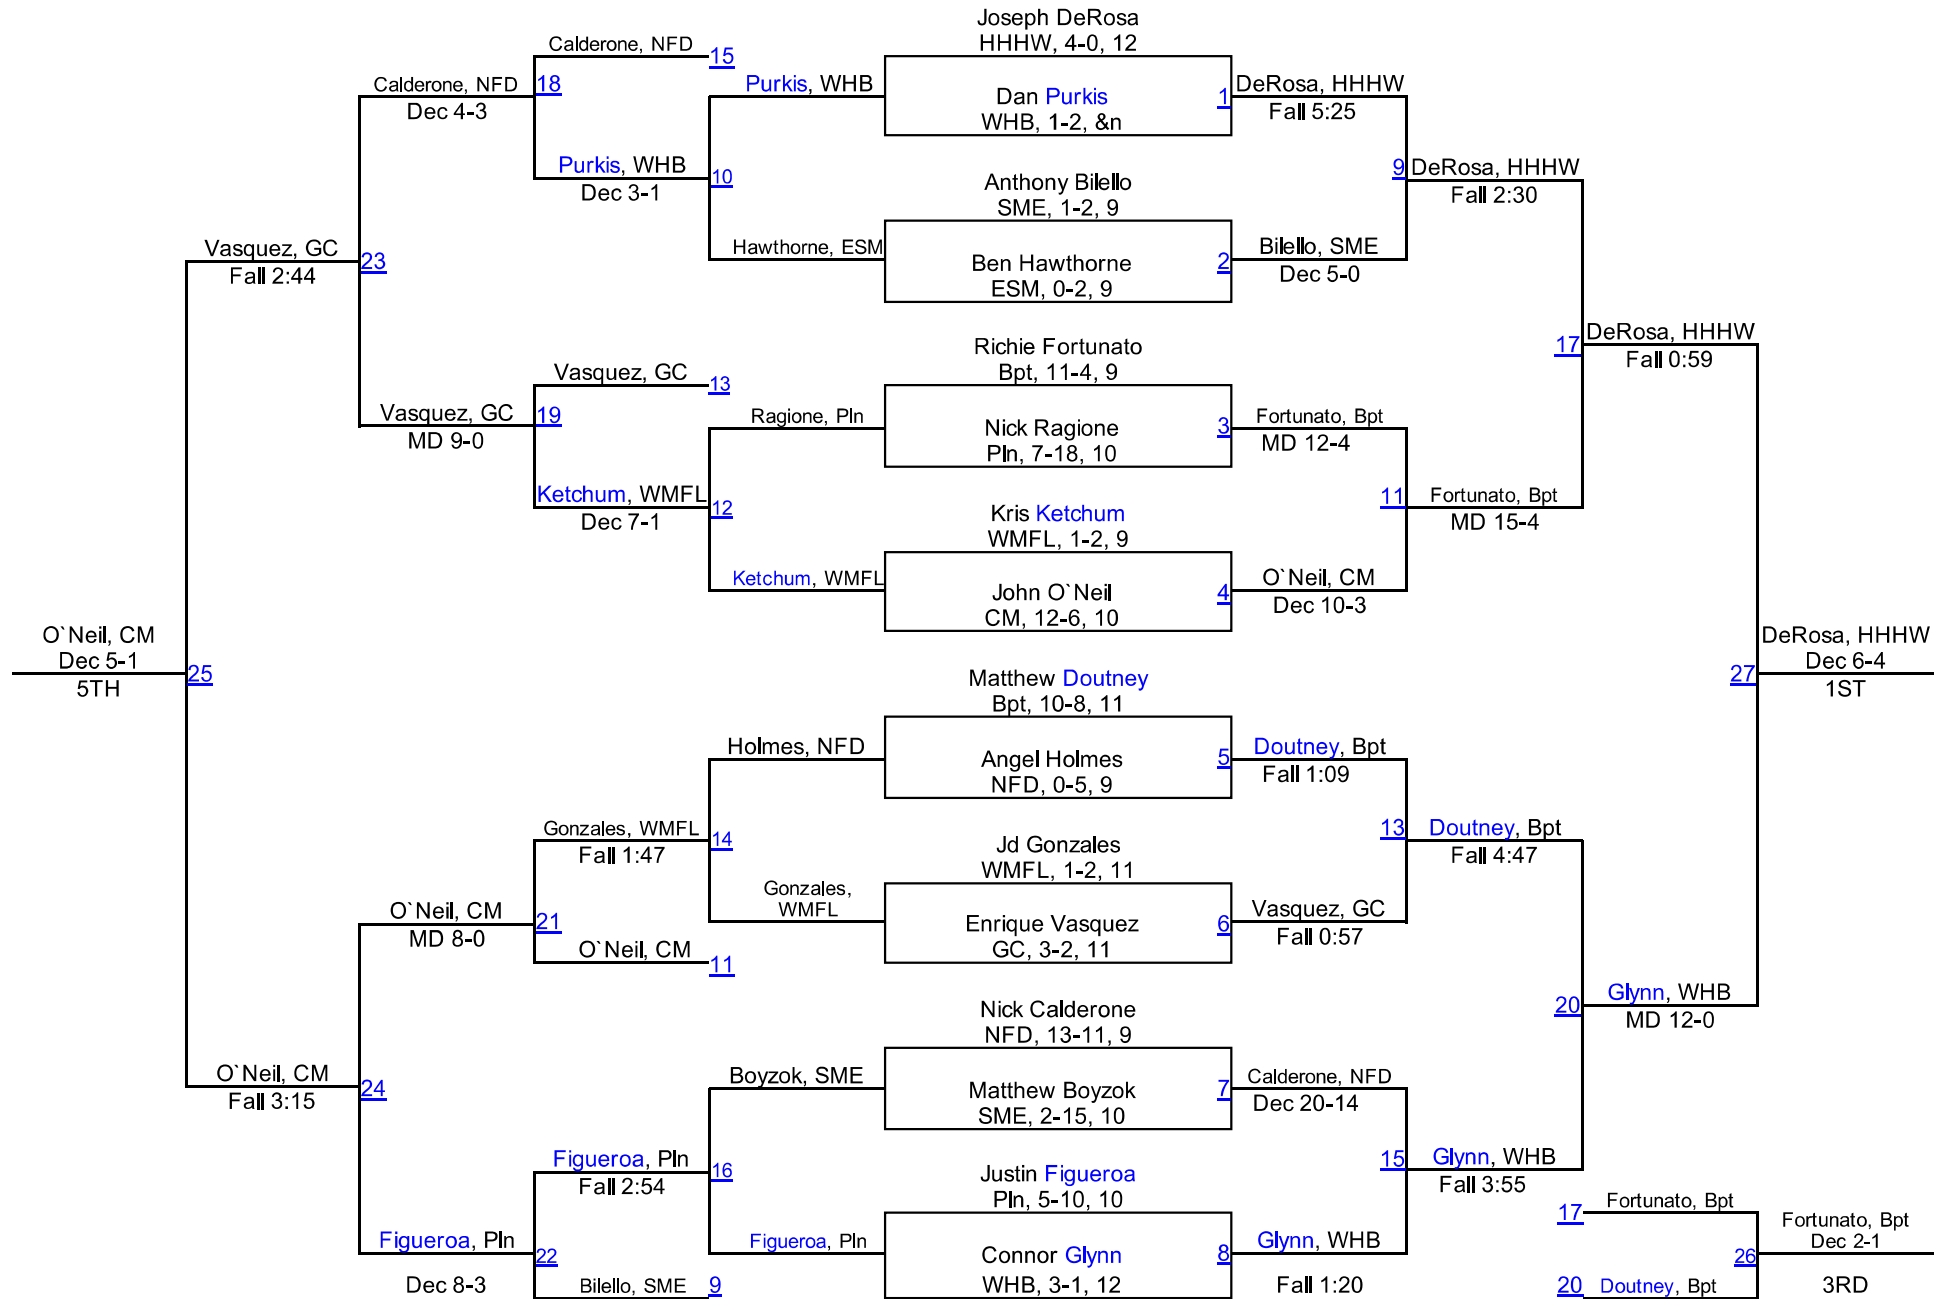 Joseph DeRosa
HHHW, 4-0, 12
Calderone, NFD
15
Calderone, NFD
18
Dec 4-3
Purkis, WHB
Dan Purkis
WHB, 1-2, &n
1
DeRosa, HHHW
Fall 5:25
Purkis, WHB
Dec 3-1
10
Anthony Bilello
SME, 1-2, 9
9
DeRosa, HHHW
Fall 2:30
Vasquez, GC
Fall 2:44
23
Hawthorne, ESM
Ben Hawthorne
ESM, 0-2, 9
2
Bilello, SME
Dec 5-0
Richie Fortunato
Bpt, 11-4, 9
17
DeRosa, HHHW
Fall 0:59
Vasquez, GC
13
Vasquez, GC
MD 9-0
19
Ragione, Pln
Nick Ragione
Pln, 7-18, 10
3
Fortunato, Bpt
MD 12-4
Ketchum, WMFL
Dec 7-1
12
Kris Ketchum
WMFL, 1-2, 9
11
Fortunato, Bpt
MD 15-4
Ketchum, WMFL
John O`Neil
CM, 12-6, 10
4
O`Neil, CM
Dec 10-3
O`Neil, CM
Dec 5-1
5TH
25
Matthew Doutney
Bpt, 10-8, 11
27
DeRosa, HHHW
Dec 6-4
1ST
Holmes, NFD
Angel Holmes
NFD, 0-5, 9
5
Doutney, Bpt
Fall 1:09
Gonzales, WMFL
Fall 1:47
14
Jd Gonzales
WMFL, 1-2, 11
13
Doutney, Bpt
Fall 4:47
O`Neil, CM
MD 8-0
21
Gonzales,
WMFL
Enrique Vasquez
GC, 3-2, 11
6
Vasquez, GC
Fall 0:57
O`Neil, CM
11
Nick Calderone
NFD, 13-11, 9
20
Glynn, WHB
MD 12-0
O`Neil, CM
Fall 3:15
24
Boyzok, SME
Matthew Boyzok
SME, 2-15, 10
7
Calderone, NFD
Dec 20-14
Figueroa, Pln
Fall 2:54
16
Justin Figueroa
Pln, 5-10, 10
15
Glynn, WHB
Fall 3:55
17
Fortunato, Bpt
Figueroa, Pln
Dec 8-3
22
Figueroa, Pln
Connor Glynn
WHB, 3-1, 12
8
Glynn, WHB
Fall 1:20
26
Fortunato, Bpt
Dec 2-1
3RD
Bilello, SME
9
20
Doutney, Bpt